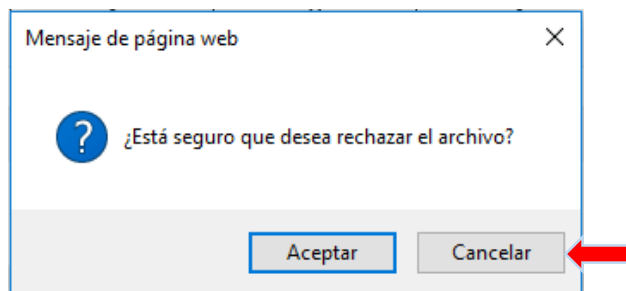 Mensaje de página web
¿Está seguro que desea rechazar el archivo?
Aceptar
Cancelar